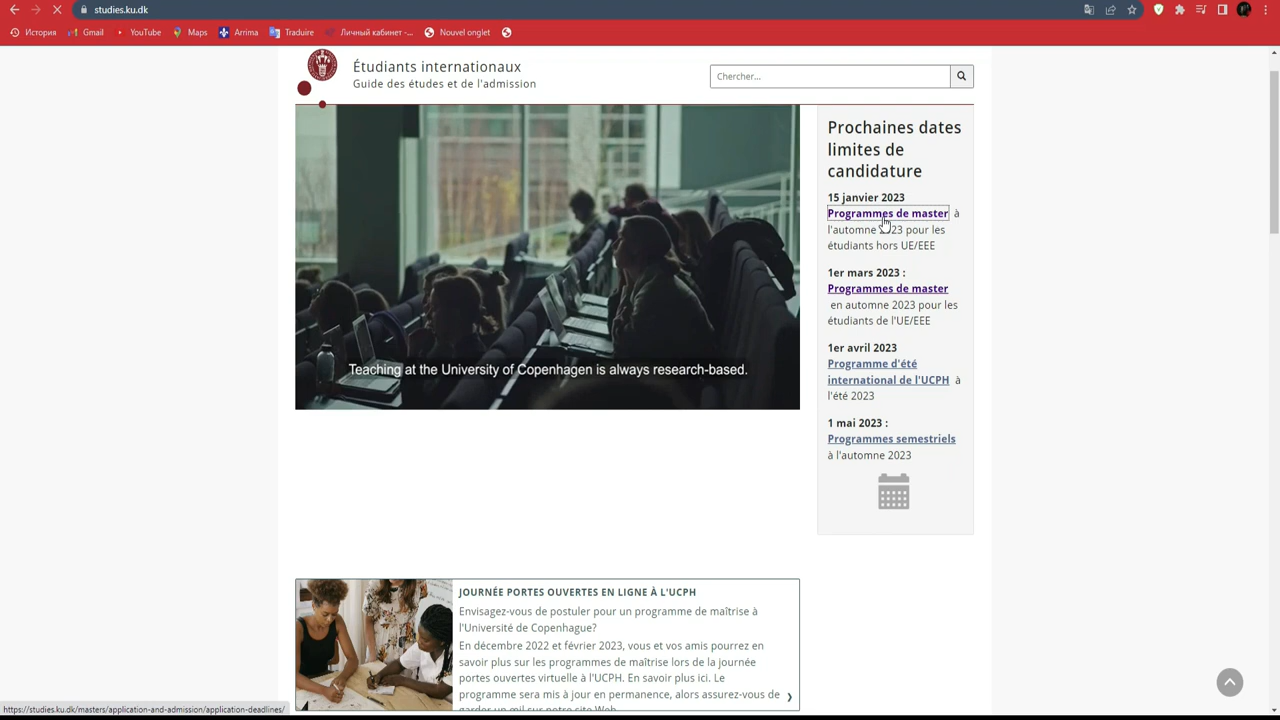 studies.ku.dk
История
Gmail
YouTube
Maps
Arrima
Traduire
Личный кабинет -...
Nouvel onglet
Étudiants internationaux
Guide des études et de l'admission
Chercher...
Teaching at the University of Copenhagen is always research-based.
Prochaines dates
limites de
candidature
15 janvier 2023
Programmes de master à
l'automne 2023 pour les
étudiants hors UE/EEE
1er mars 2023 :
Programmes de master
en automne 2023 pour les
étudiants de l'UE/EEE
1er avril 2023
Programme d'été
international de l'UCPH à
l'été 2023
1 mai 2023 :
Programmes semestriels
à l'automne 2023
JOURNÉE PORTES OUVERTES EN LIGNE À L'UCPH
Envisagez-vous de postuler pour un programme de maîtrise à
l'Université de Copenhague?
En décembre 2022 et février 2023, vous et vos amis pourrez en
savoir plus sur les programmes de maîtrise lors de la journée
portes ouvertes virtuelle à l'UCPH. En savoir plus ici. Le
programme sera mis à jour en permanence, alors assurez-vous de
garder un œil sur notre site Web.
https://studies.ku.dk/masters/application-and-admission/application-deadlines/